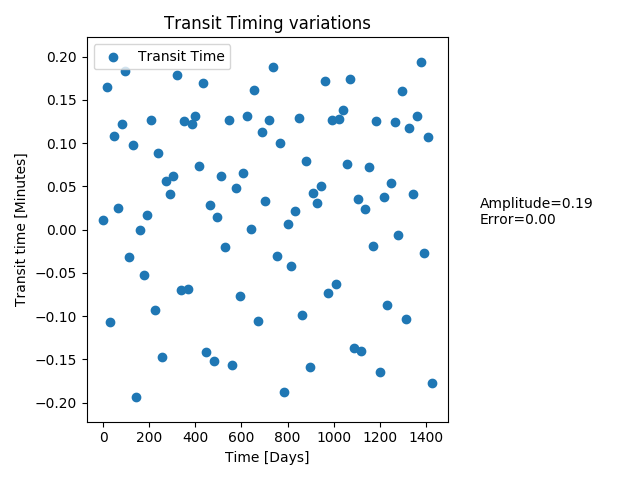 Transit Timing variations
Transit Time
0.20
0.15
0.10
0.05
0.00
−0.05
−0.10
−0.15
−0.20
Transit time [Minutes]
0 200 400 600 800 1000 1200 1400
Time [Days]
Amplitude=0.19
Error=0.00